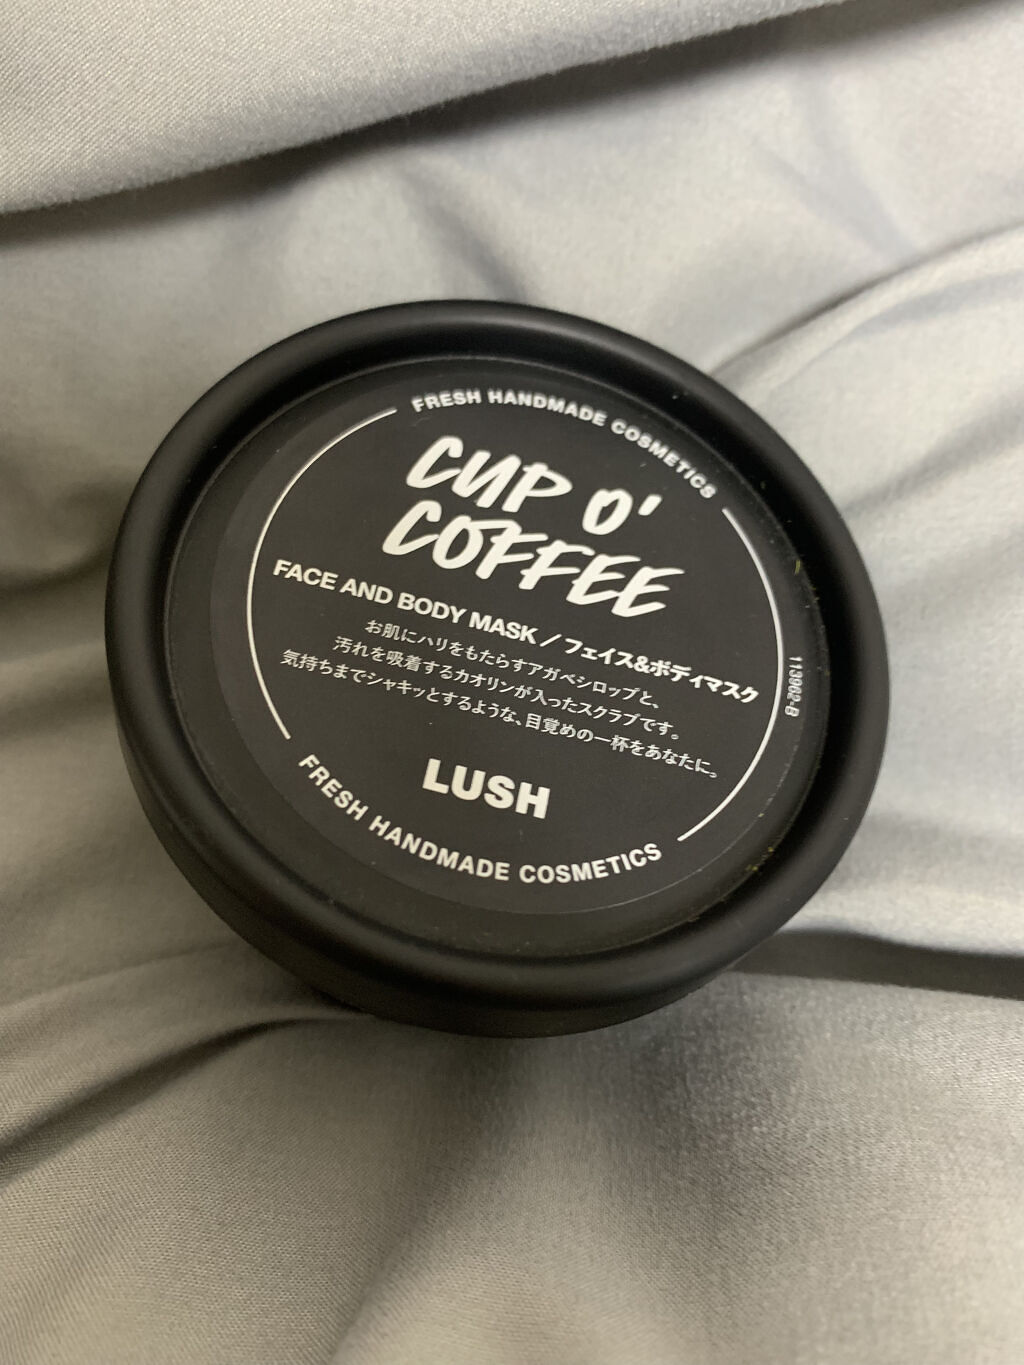 FRESH HANDMADE COSMETICS
CUP O'
COFFEE
FACE AND BODY MASK / フェイス&ボディマスク
お肌にハリをもたらすアガベシロップと、
汚れを吸着するカオリンが入ったスクラブです。
気持ちまでシャキッとするような、目覚めの一杯をあなたに。
LUSH
FRESH HANDMADE COSMETICS
113962-B